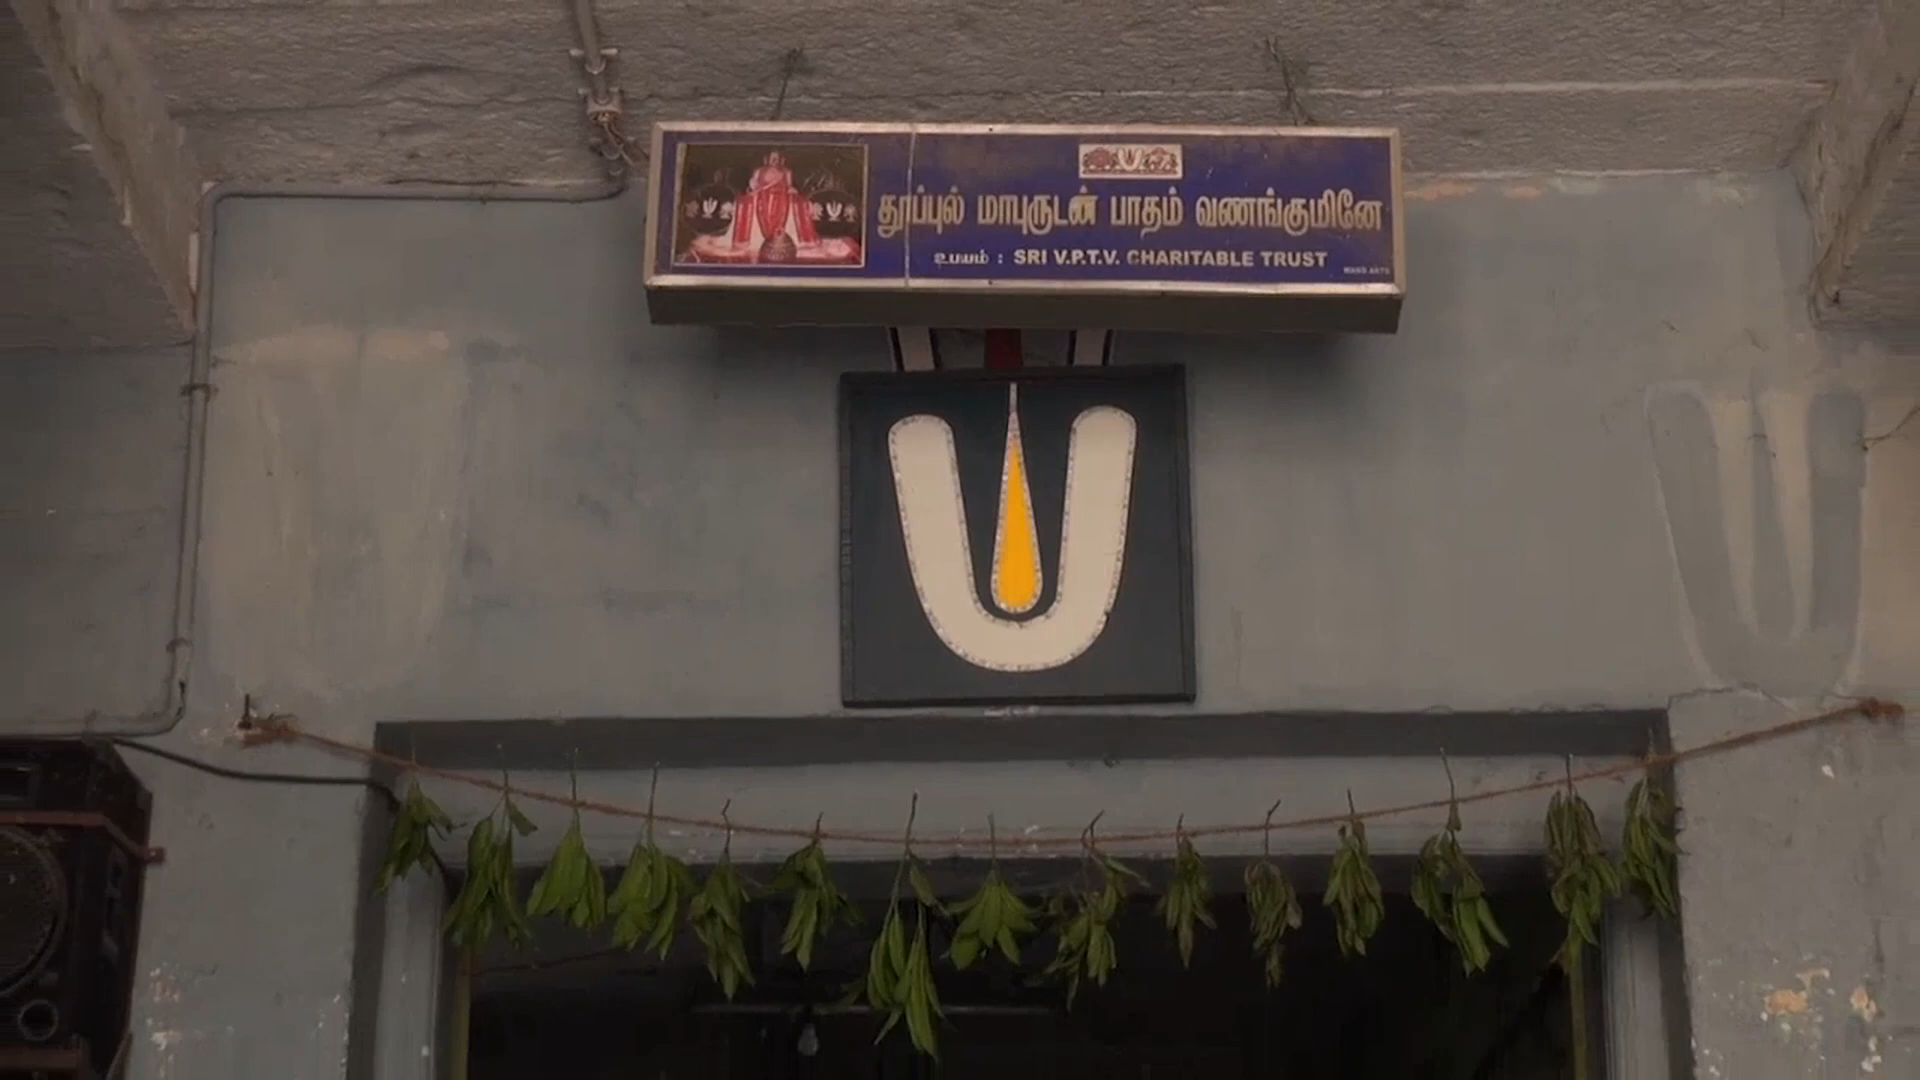 தூப்புல் மாபுருடன் பாதம் வணங்குமினே
உபயம் : SRI V.P.T.V. CHARITABLE TRUST